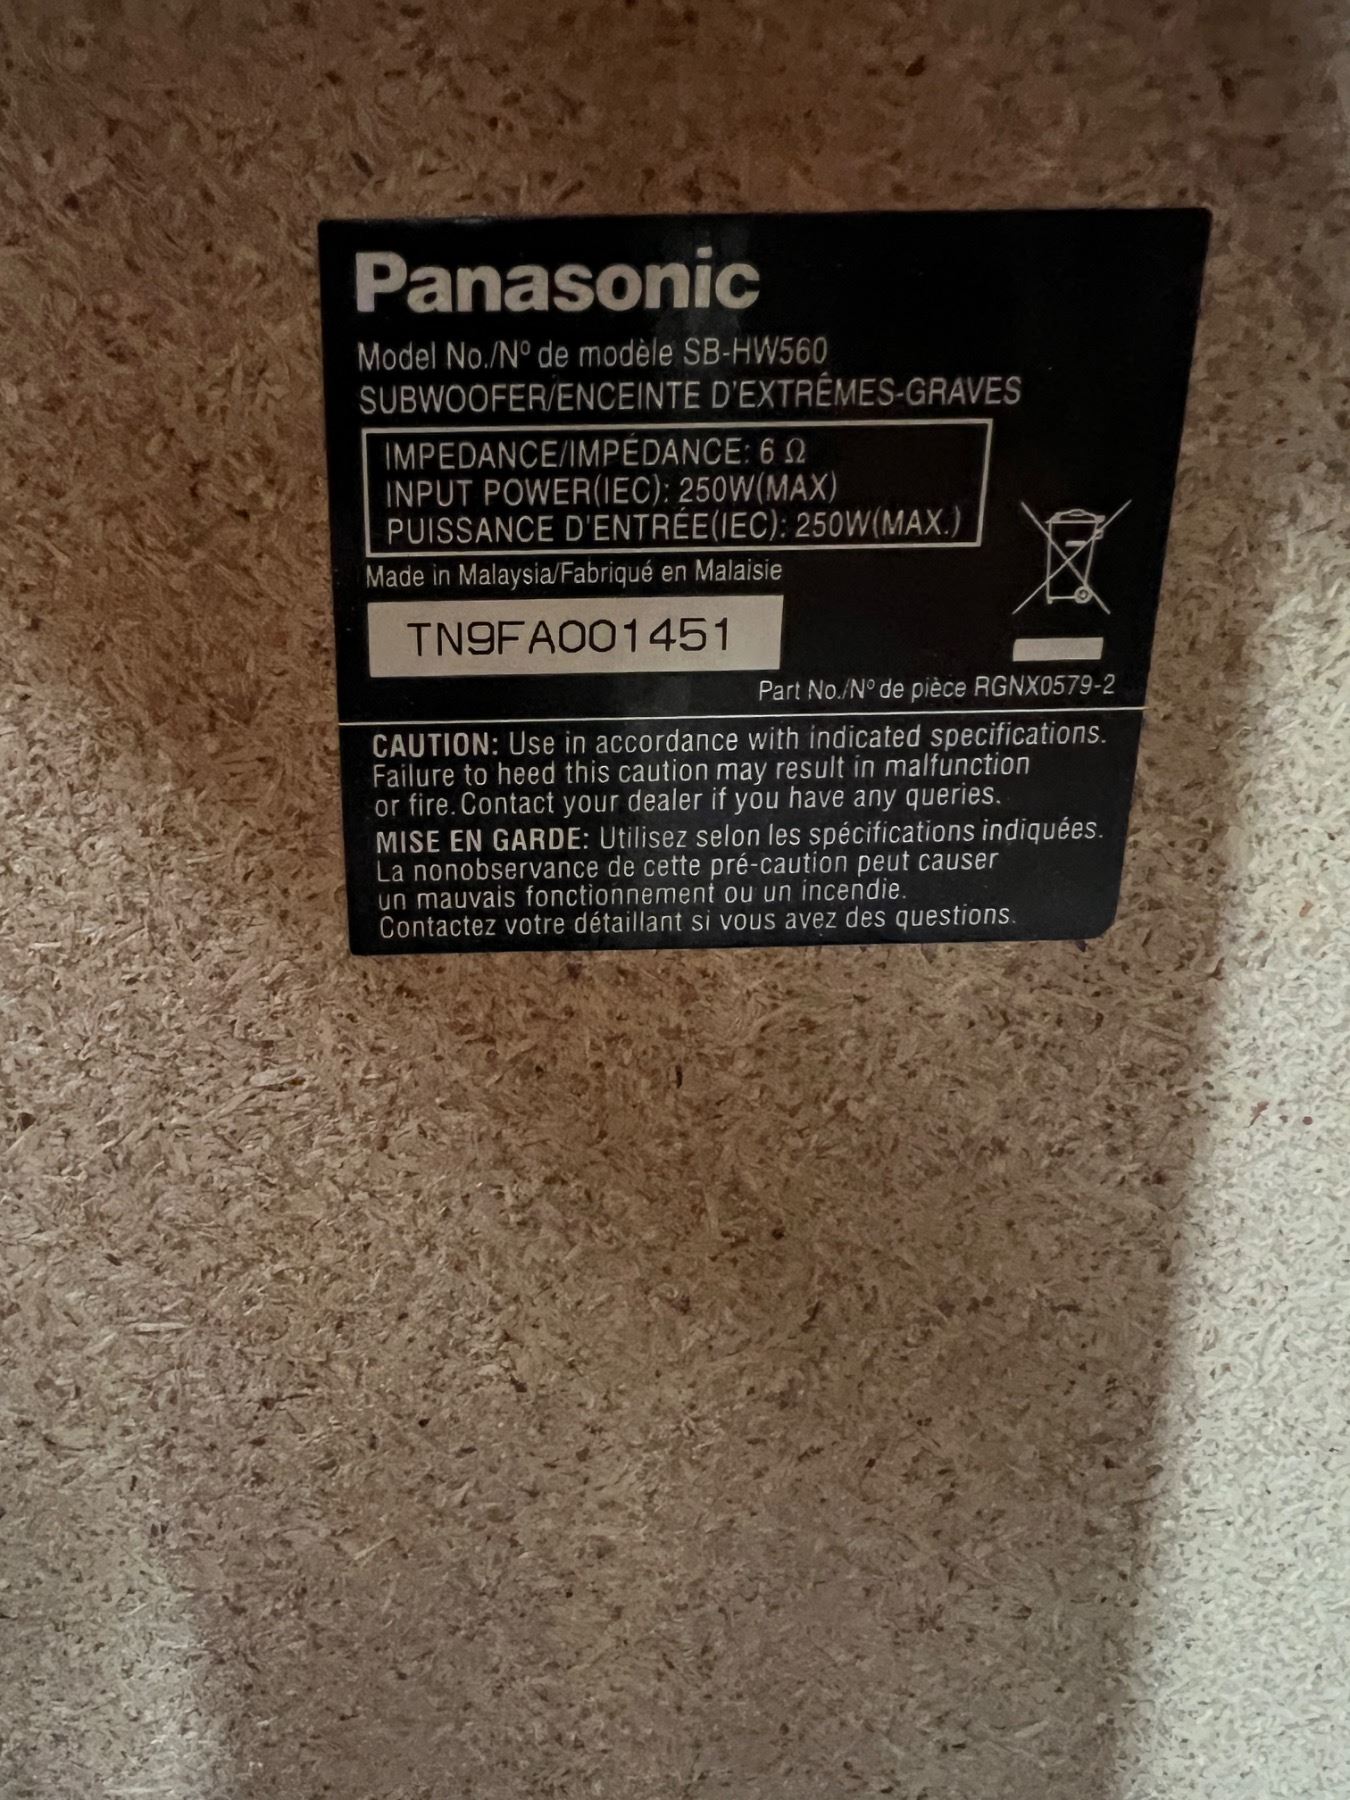 Panasonic
Model No./Nº de modèle SB-HW560
SUBWOOFER/ENCEINTE D'EXTRÊMES-GRAVES
IMPEDANCE/IMPÉDANCE: 6 Ω
INPUT POWER(IEC): 250W(MAX)
PUISSANCE D'ENTRÉE(IEC): 250W(MAX.)
Made in Malaysia/Fabriqué en Malaisie
TN9FA001451
Part No./Nº de pièce RGNX0579-2
CAUTION: Use in accordance with indicated specifications.
Failure to heed this caution may result in malfunction
or fire. Contact your dealer if you have any queries.
MISE EN GARDE: Utilisez selon les spécifications indiquées.
La nonobservance de cette pré-caution peut causer
un mauvais fonctionnement ou un incendie.
Contactez votre détaillant si vous avez des questions.